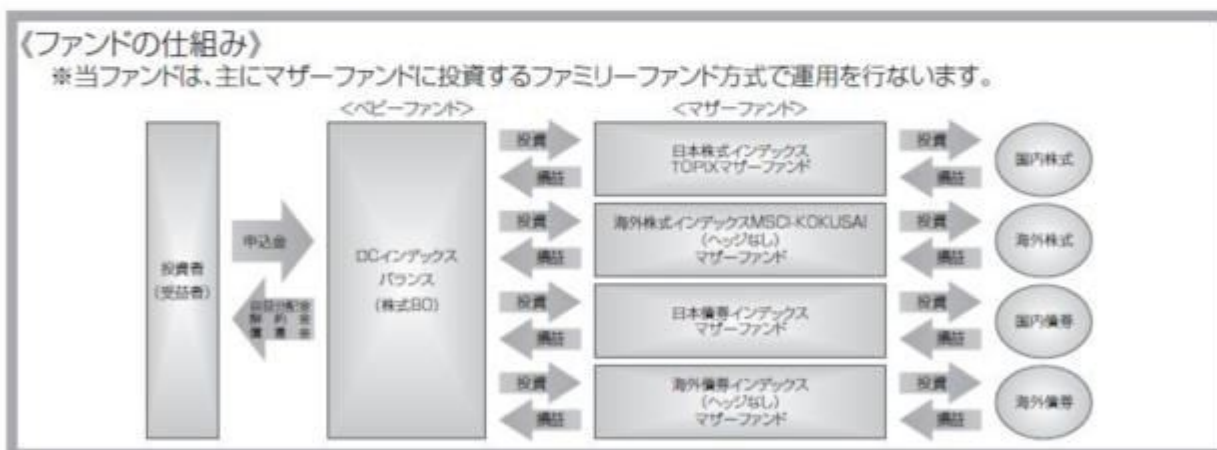 《ファンドの仕組み》
※当ファンドは、主にマザーファンドに投資するファミリーファンド方式で運用を行ないます。
<ベビーファンド>
<マザーファンド>
投資者
(受益者)
申込金
収益分配金
解約金
償還金
DCインデックス
バランス
(株式80)
投資
損益
日本株式インデックス
TOPIXマザーファンド
投資
損益
国内株式
投資
損益
海外株式インデックスMSCI-KOKUSAI
(ヘッジなし)
マザーファンド
投資
損益
海外株式
投資
損益
日本債券インデックス
マザーファンド
投資
損益
国内債券
投資
損益
海外債券インデックス
(ヘッジなし)
マザーファンド
投資
損益
海外債券